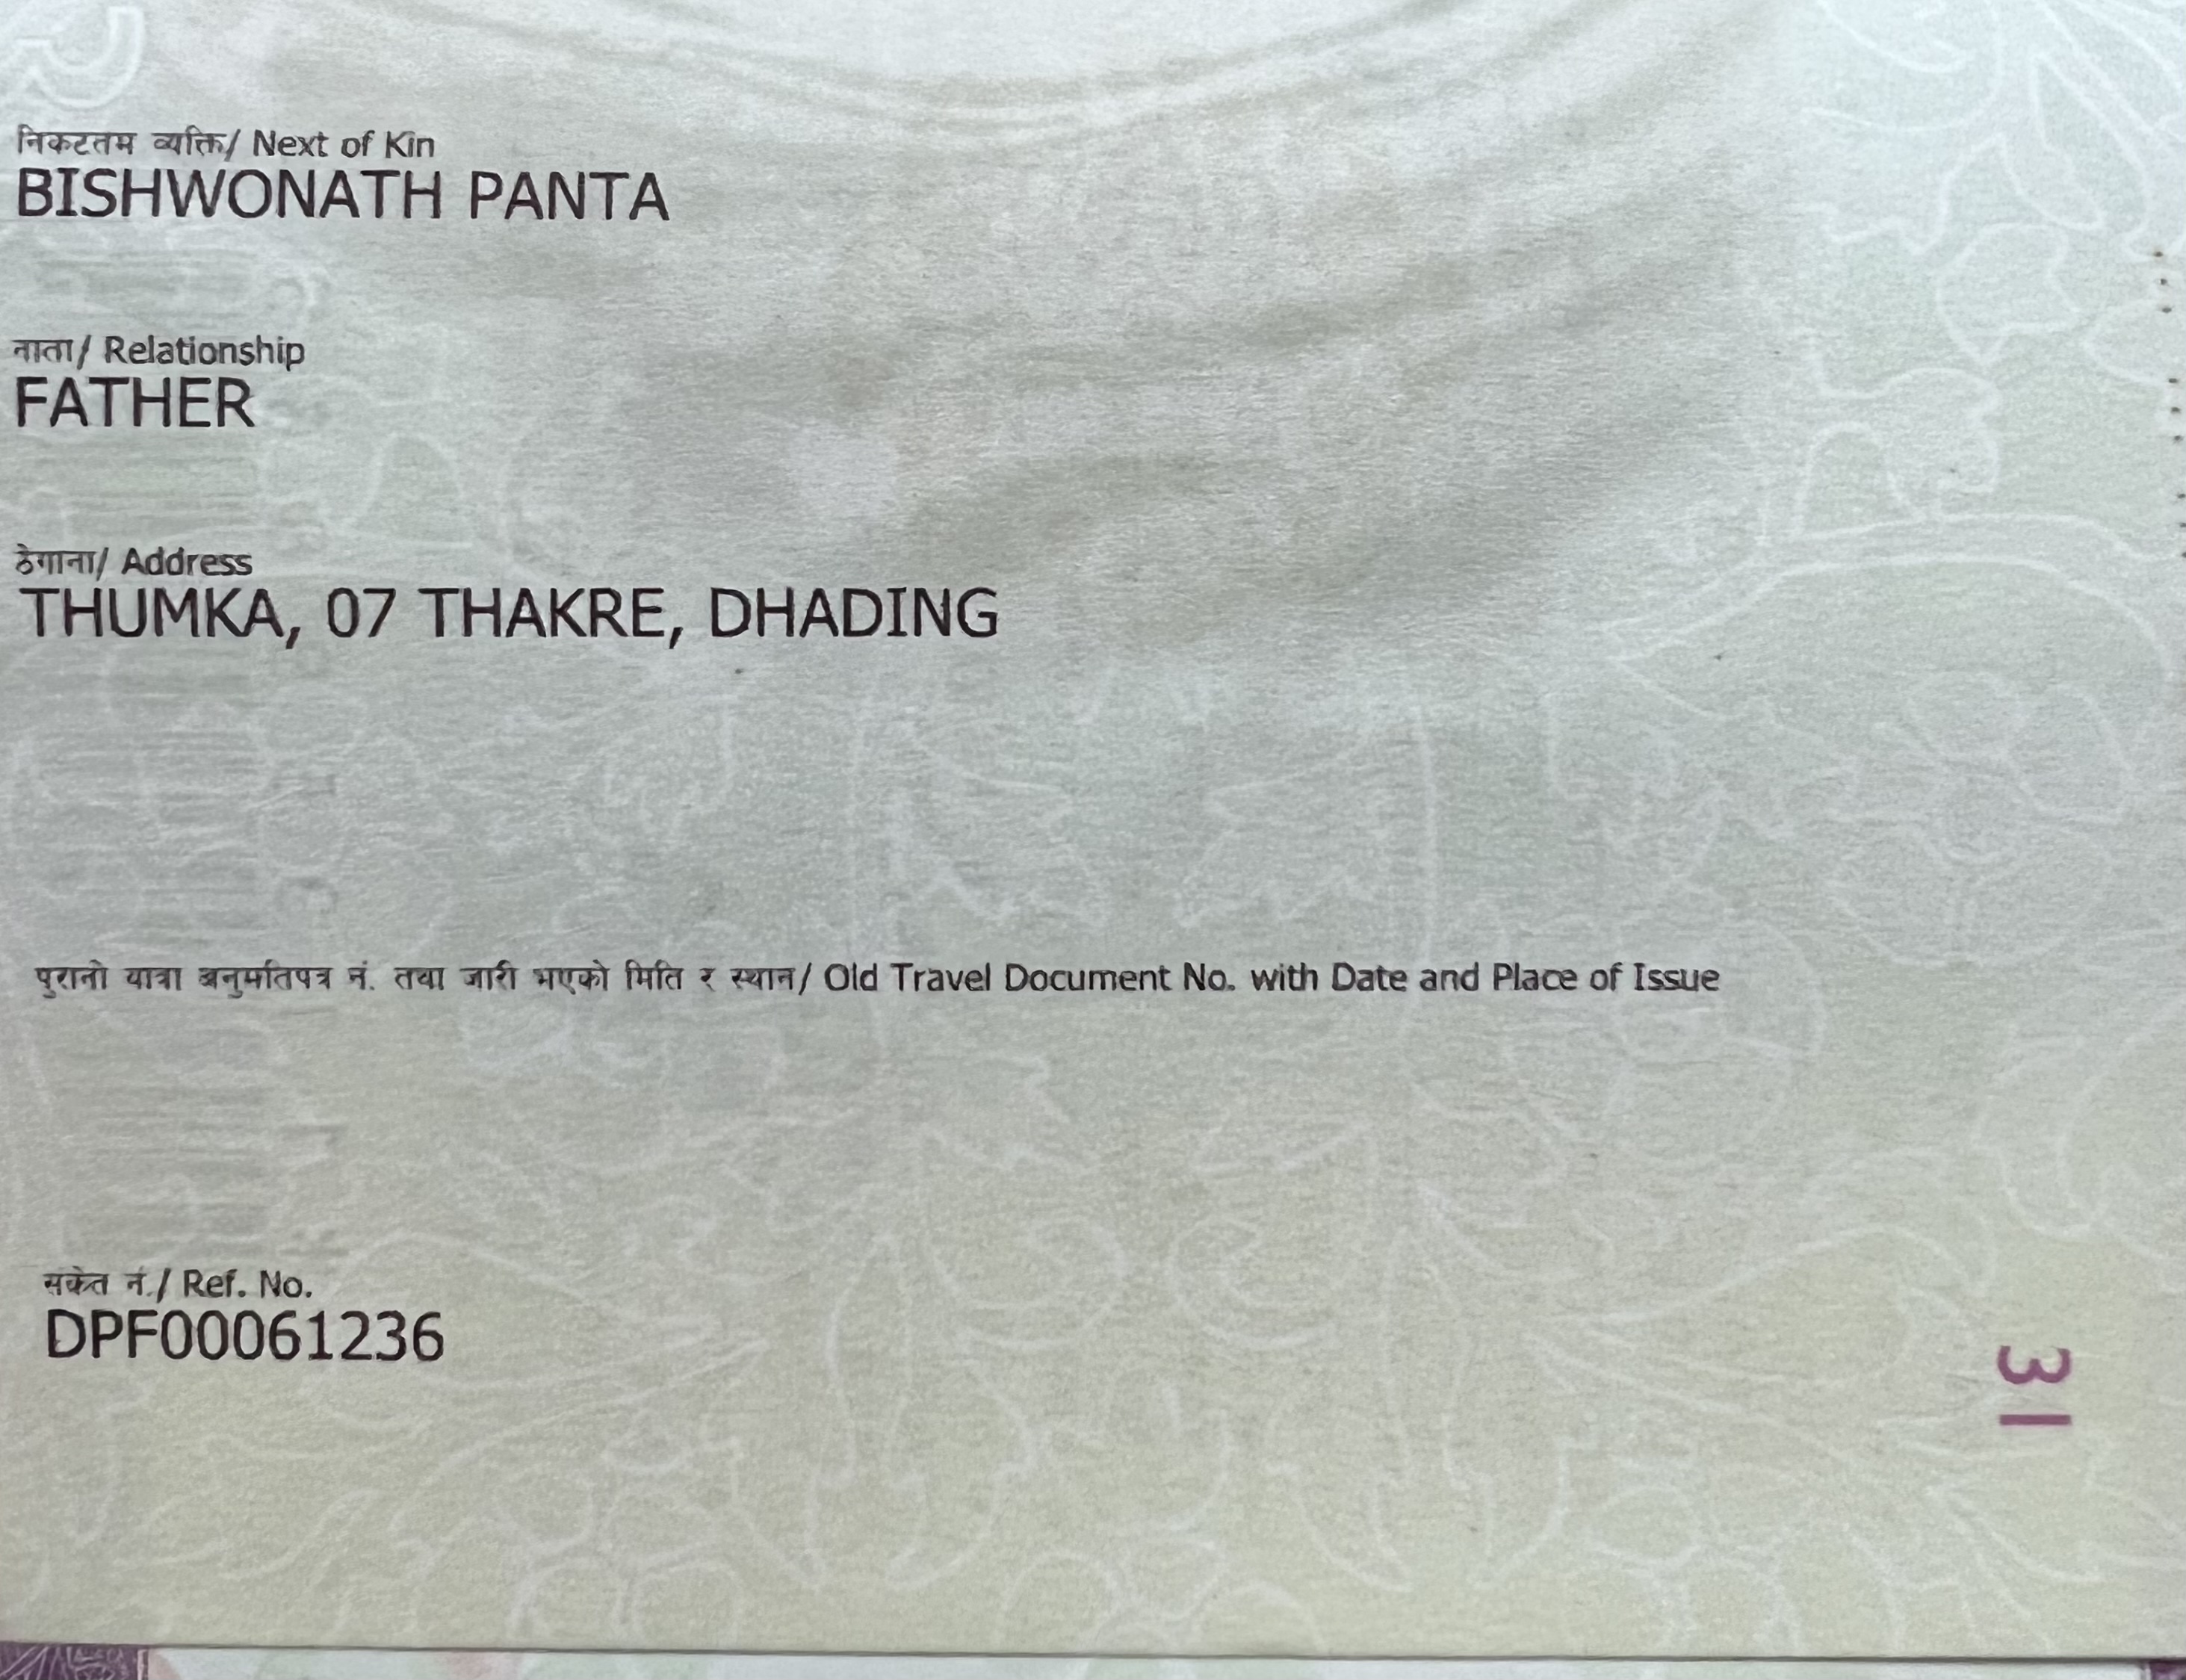 निकटतम व्यक्ति/ Next of Kin
BISHWONATH PANTA
नाता/ Relationship
FATHER
ठेगाना/ Address
THUMKA, 07 THAKRE, DHADING
पुरानो यात्रा अनुमतिपत्र नं. तथा जारी भएको मिति र स्थान/ Old Travel Document No. with Date and Place of Issue
संकेत नं./ Ref. No.
DPF00061236
31